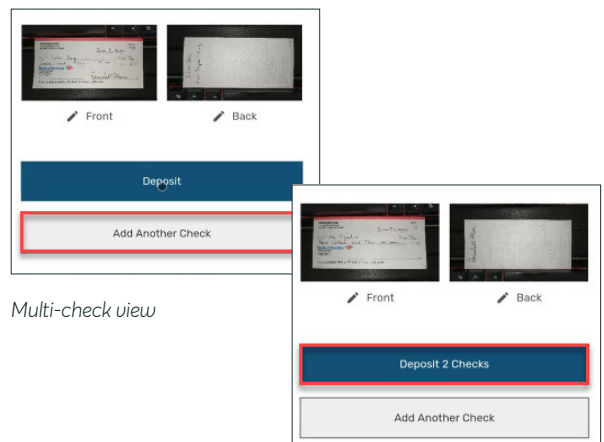 Front
Back
Deposit
Add Another Check
Multi-check view
Front
Back
Deposit 2 Checks
Add Another Check